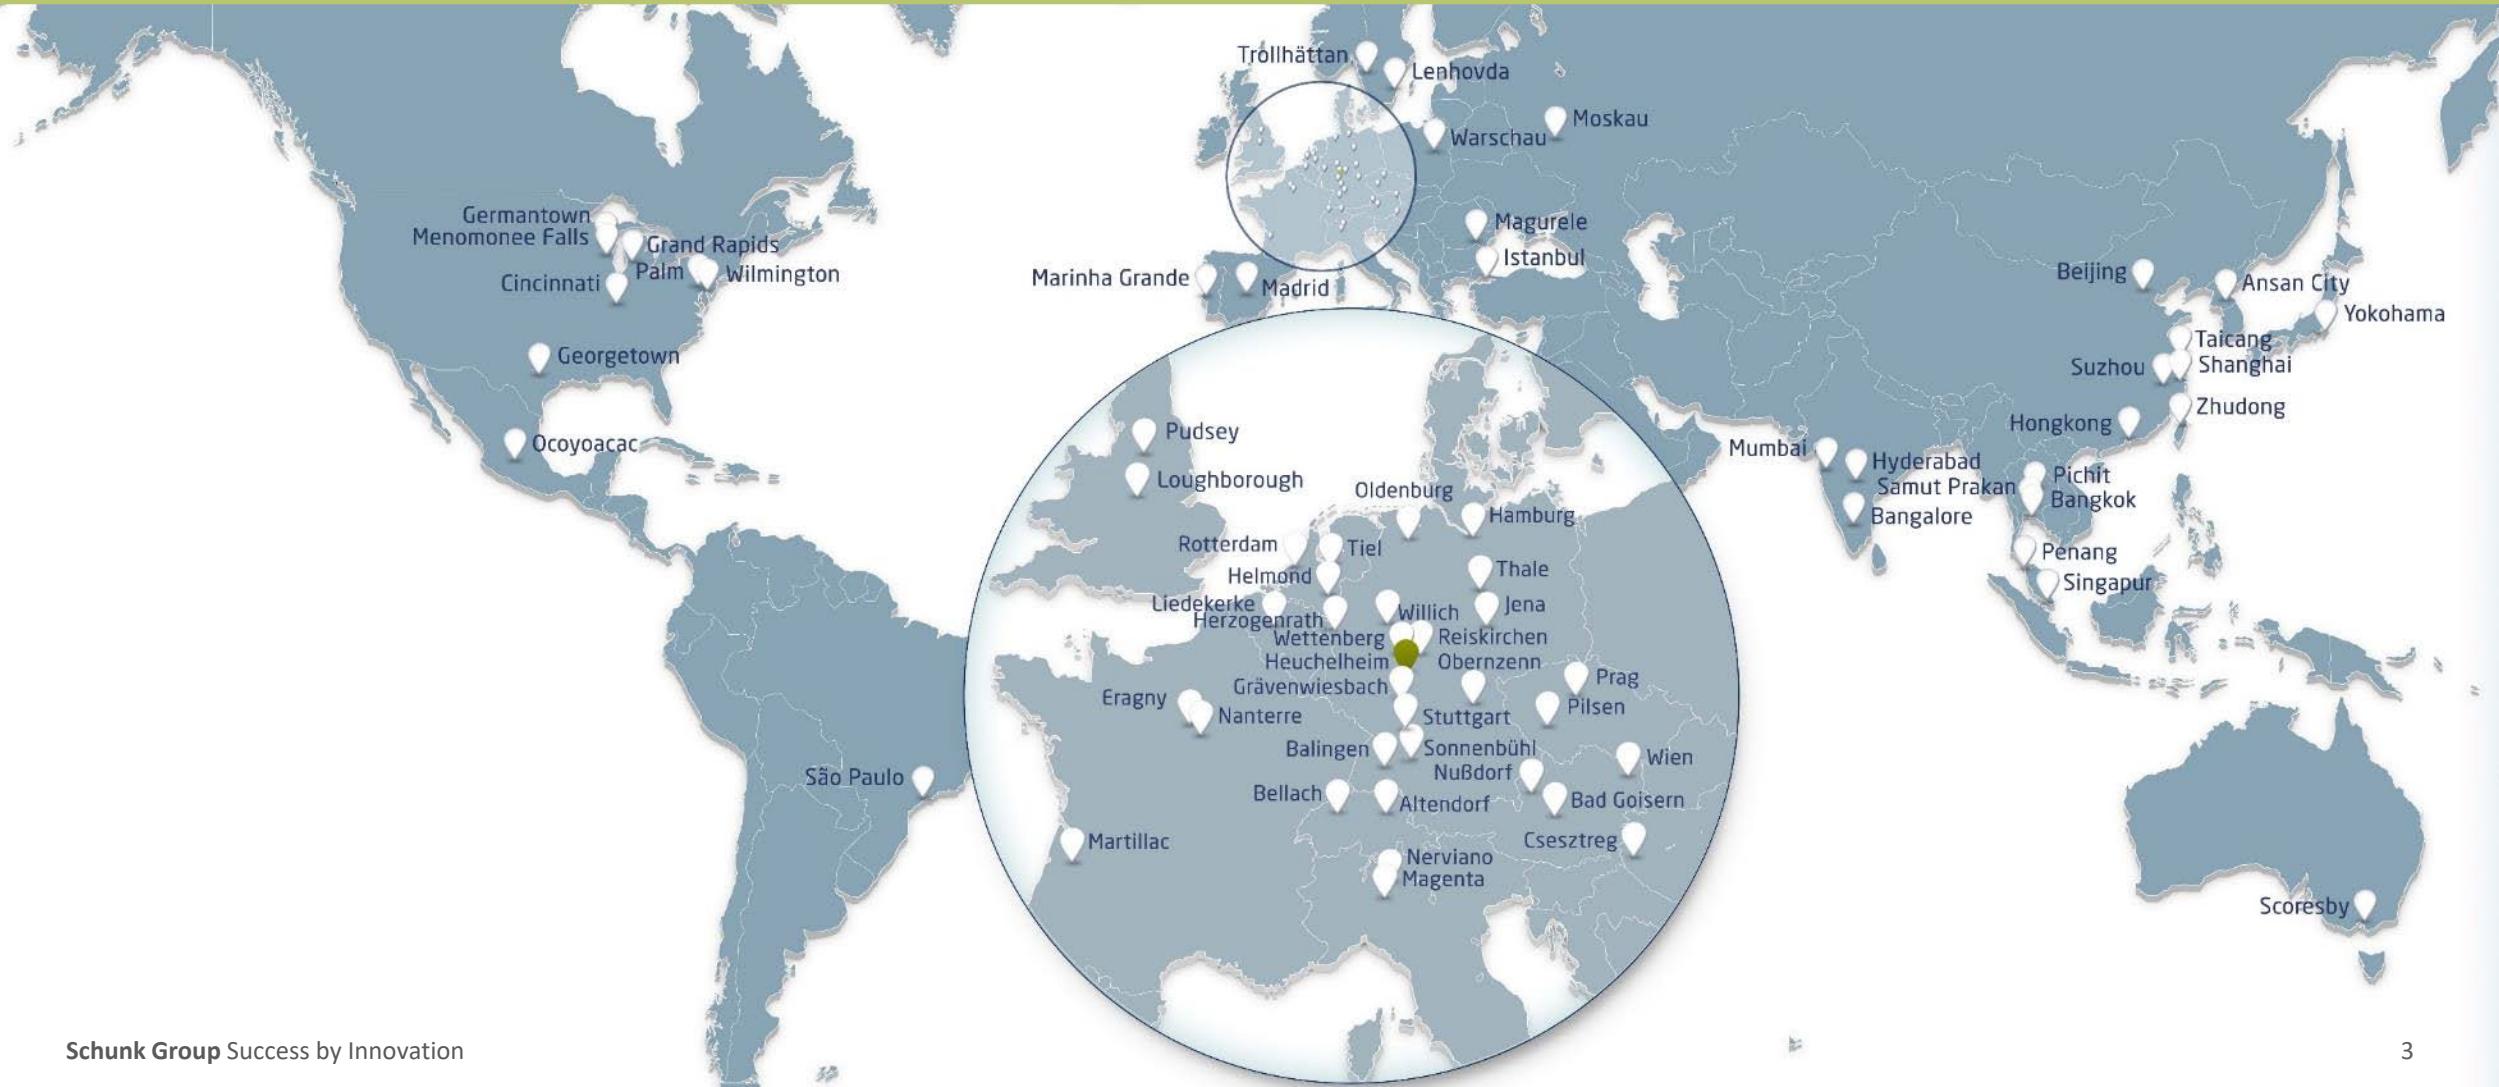 Trollhättan
Lenhovda
Moskau
Warschau
Germantown
Menomonee Falls
Grand Rapids
Palm
Wilmington
Cincinnati
Georgetown
Ocoyoacac
São Paulo
Magurele
Istanbul
Marinha Grande
Madrid
Beijing
Ansan City
Yokohama
Taicang
Shanghai
Suzhou
Zhudong
Hongkong
Mumbai
Hyderabad
Samut Prakan
Bangalore
Pichit
Bangkok
Penang
Singapur
Scoresby
Pudsey
Loughborough
Oldenburg
Hamburg
Rotterdam
Tiel
Helmond
Thale
Liedekerke
Herzogenrath
Willich
Jena
Wettenberg
Reiskirchen
Heuchelheim
Obernzenn
Grävenwiesbach
Prag
Eragny
Nanterre
Pilsen
Stuttgart
Balingen
Sonnenbühl
Wien
Nußdorf
Bellach
Altendorf
Bad Goisern
Martillac
Csesztreg
Nerviano
Magenta
Schunk Group Success by Innovation
3